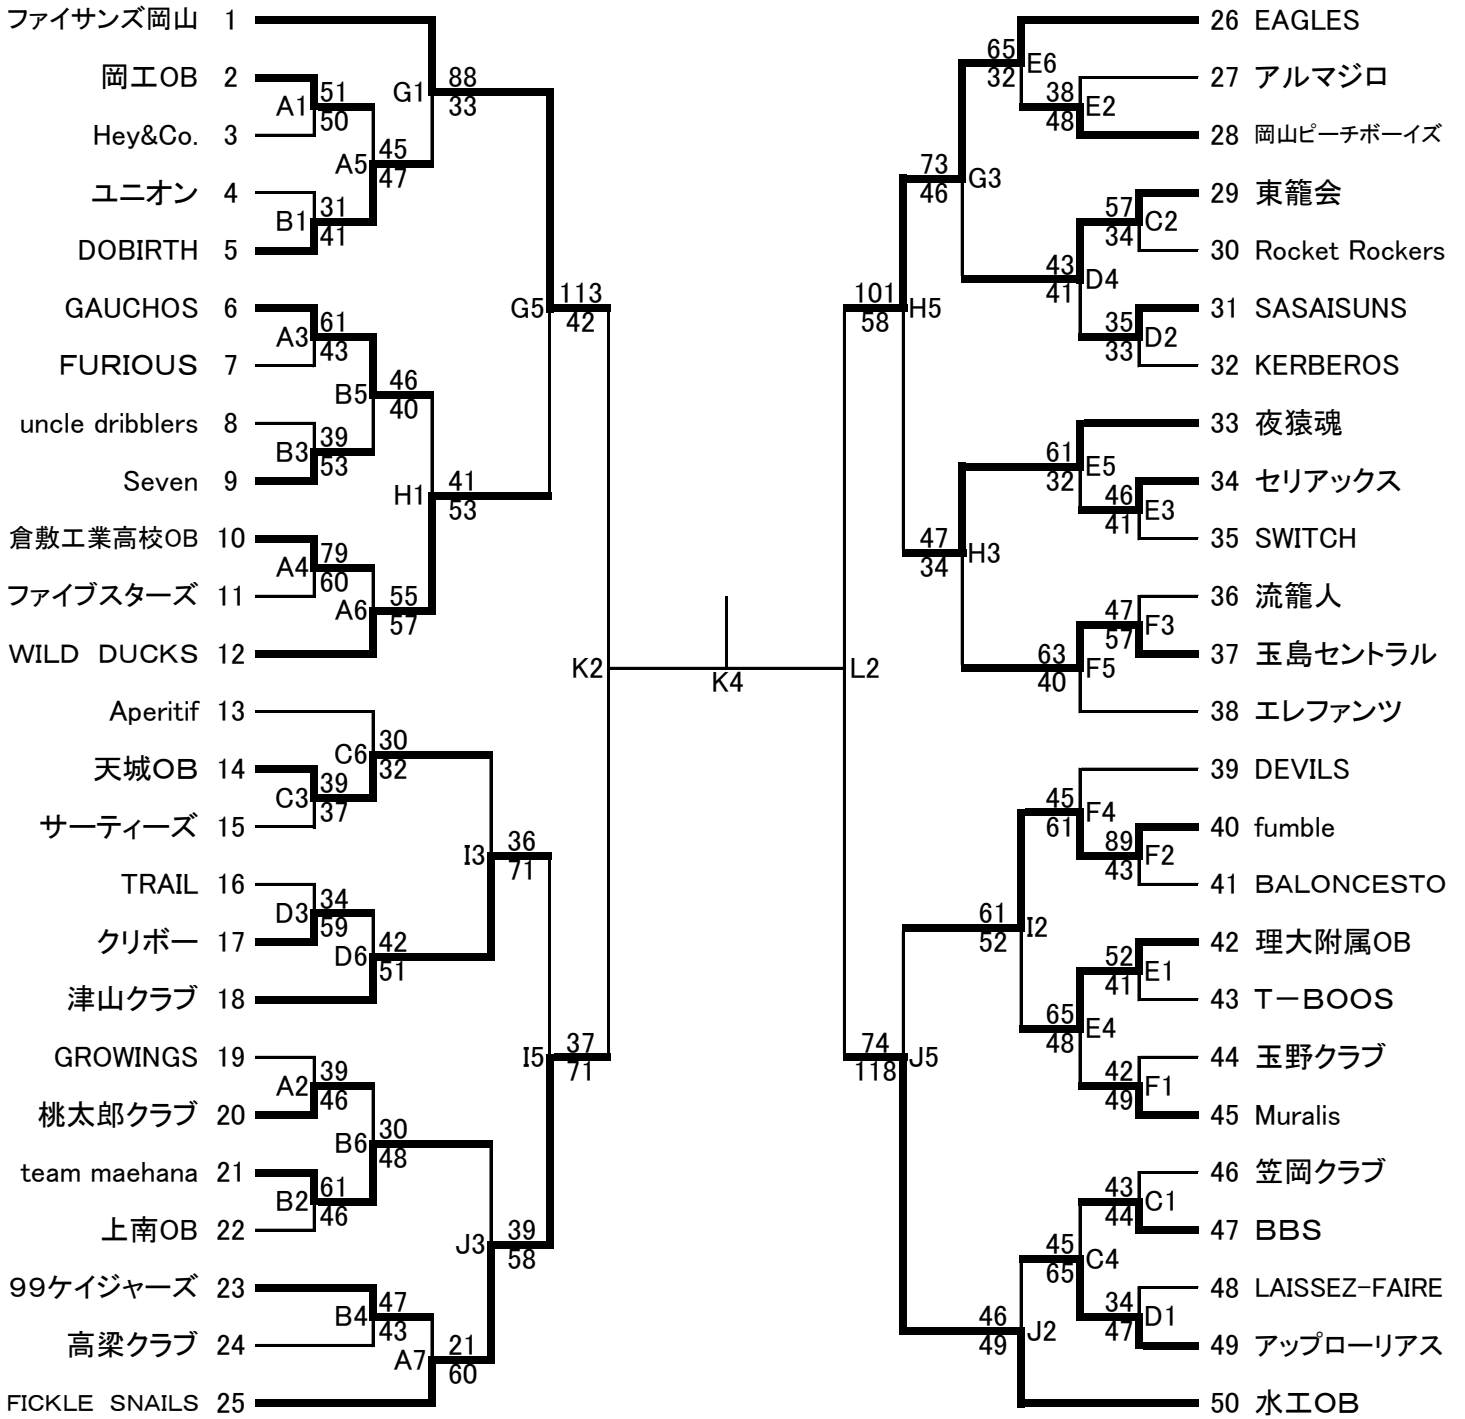 ファイサンズ岡山 1
岡工OB 2
Hey&Co. 3
ユニオン 4
DOBIRTH 5
GAUCHOS 6
FURIOUS 7
uncle dribblers 8
Seven 9
倉敷工業高校OB 10
ファイブスターズ 11
WILD DUCKS 12
Aperitif 13
天城OB 14
サーティーズ 15
TRAIL 16
クリボー 17
津山クラブ 18
GROWINGS 19
桃太郎クラブ 20
team maehana 21
上南OB 22
99ケイジャーズ 23
高梁クラブ 24
FICKLE SNAILS 25
A1 51
50
B1 31
41
A3 61
43
B3 39
53
A4 79
60
C3 39
37
D3 34
59
A2 39
46
B2 61
46
A5 45
47
B5 46
40
A6 55
57
C6 30
32
D6 42
51
B6 30
48
B4 47
43
G1 88
33
H1 41
53
A7 21
60
I3 36
71
J3 39
58
G5 113
42
I5 37
71
K2
K4
L2
101 H5
58
74 J5
118
73 G3
46
47 H3
34
61 I2
52
46 J2
49
65 E6
32
43 D4
41
61 E5
32
63 F5
40
45 F4
61
65 E4
48
45 C4
65
38 E2
48
57 C2
34
35 D2
33
46 E3
41
47 F3
57
89 F2
43
52 E1
41
42 F1
49
43 C1
44
34 D1
47
26 EAGLES
27 アルマジロ
28 岡山ピーチボーイズ
29 東籠会
30 Rocket Rockers
31 SASAISUNS
32 KERBEROS
33 夜猿魂
34 セリアックス
35 SWITCH
36 流籠人
37 玉島セントラル
38 エレファンツ
39 DEVILS
40 fumble
41 BALONCESTO
42 理大附属OB
43 T－BOOS
44 玉野クラブ
45 Muralis
46 笠岡クラブ
47 BBS
48 LAISSEZ-FAIRE
49 アップローリアス
50 水工OB